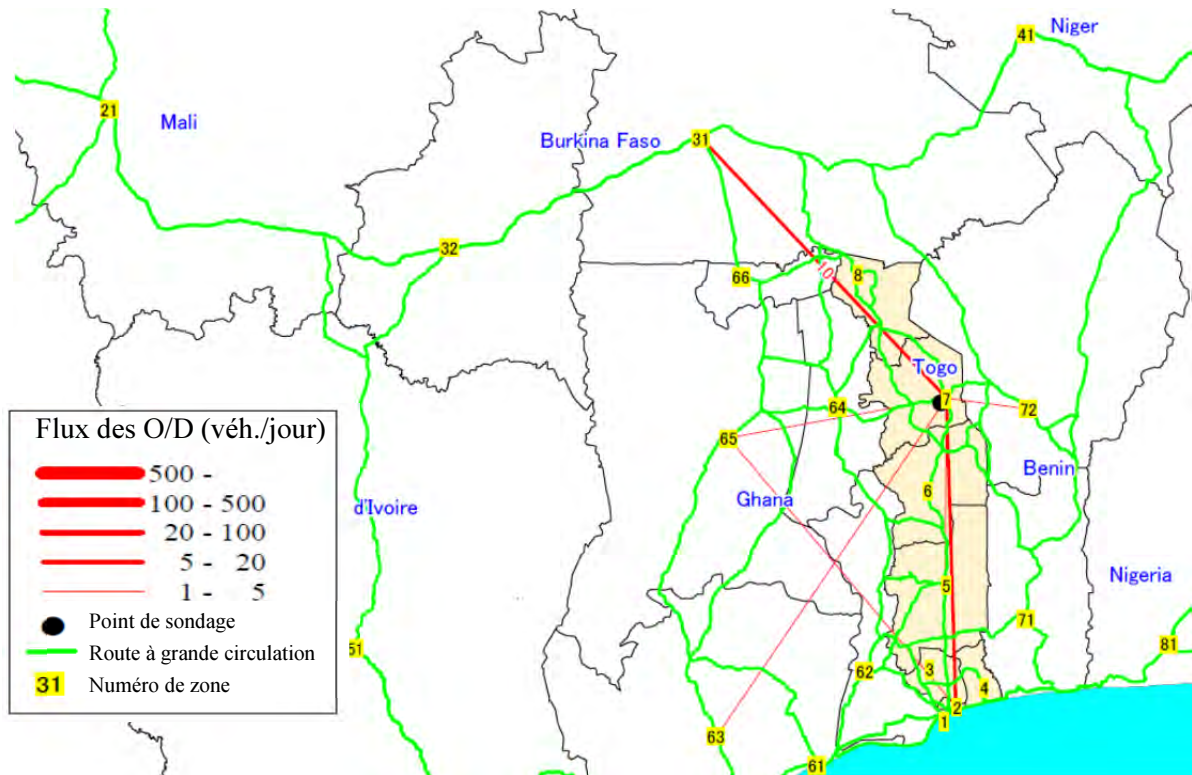 Niger
41
21
Mali
Burkina Faso
31
32
66
10
8
Togo
7
64
72
65
Benin
6
Ghana
d'Ivoire
Nigeria
5
71
51
81
62
3
4
2
1
63
61
Flux des O/D (véh./jour)
500 -
100 - 500
20 - 100
5 - 20
1 - 5
Point de sondage
Route à grande circulation
31 Numéro de zone